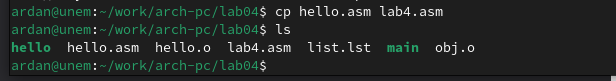 ardan@unem:~/work/arch-pc/lab04$ cp hello.asm lab4.asm
ardan@unem:~/work/arch-pc/lab04$ ls
hello  hello.asm  hello.o  lab4.asm  list.lst  main  obj.o
ardan@unem:~/work/arch-pc/lab04$